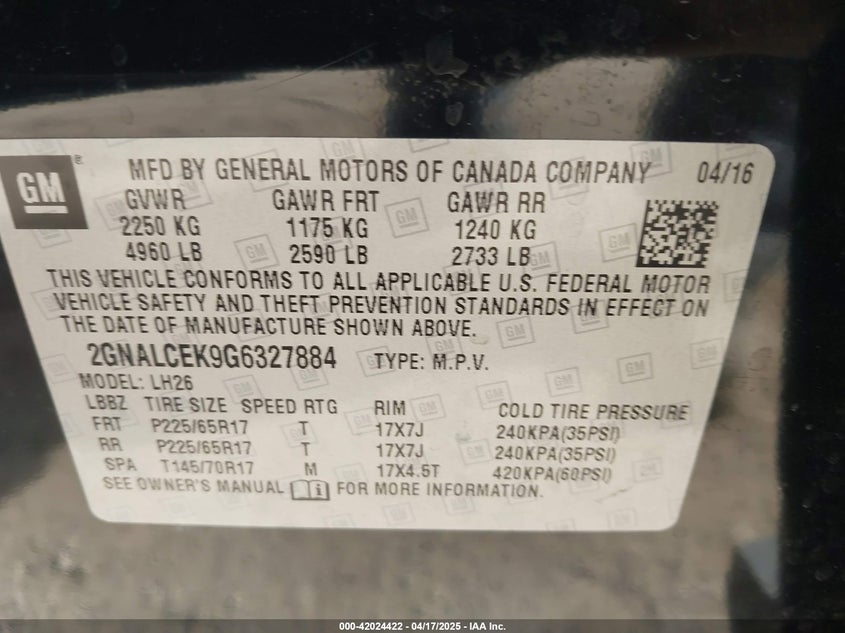 GM ®
MFD BY GENERAL MOTORS OF CANADA COMPANY 04/16
GVWR GAWR FRT GAWR RR
2250 KG 1175 KG 1240 KG
4960 LB 2590 LB 2733 LB
THIS VEHICLE CONFORMS TO ALL APPLICABLE U.S. FEDERAL MOTOR
VEHICLE SAFETY AND THEFT PREVENTION STANDARDS IN EFFECT ON
THE DATE OF MANUFACTURE SHOWN ABOVE.
2GNALCEK9G6327884 TYPE: M.P.V.
MODEL: LH26
LBBZ TIRE SIZE SPEED RTG RIM COLD TIRE PRESSURE
FRT P225/65R17 T 17X7J 240KPA(35PSI)
RR P225/65R17 T 17X7J 240KPA(35PSI)
SPA T145/70R17 M 17X4.5T 420KPA(60PSI)
SEE OWNER'S MANUAL FOR MORE INFORMATION.
000-42024422 - 04/17/2025 - IAA Inc.